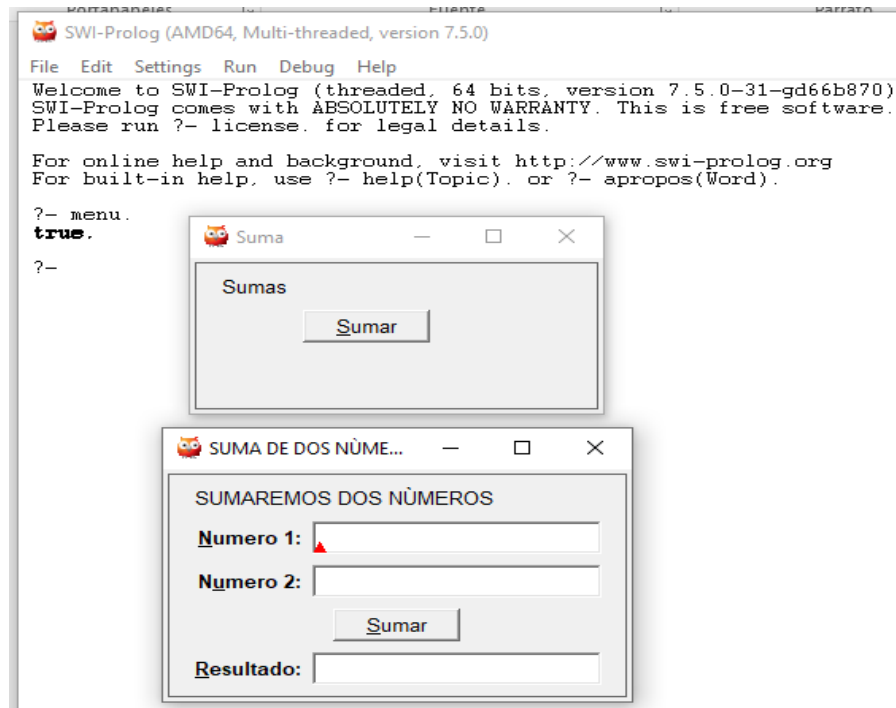 Portapapeles
Fuente
Párrafo
SWI-Prolog (AMD64, Multi-threaded, version 7.5.0)
File Edit Settings Run Debug Help
Welcome to SWI-Prolog (threaded, 64 bits, version 7.5.0-31-gd66b870)
SWI-Prolog comes with ABSOLUTELY NO WARRANTY. This is free software.
Please run ?- license. for legal details.
For online help and background, visit http://www.swi-prolog.org
For built-in help, use ?- help(Topic). or ?- apropos(Word).
?- menu.
true.
?-
Suma
Sumas
Sumar
SUMA DE DOS NÙME...
SUMAREMOS DOS NÙMEROS
Numero 1:
Numero 2:
Sumar
Resultado: